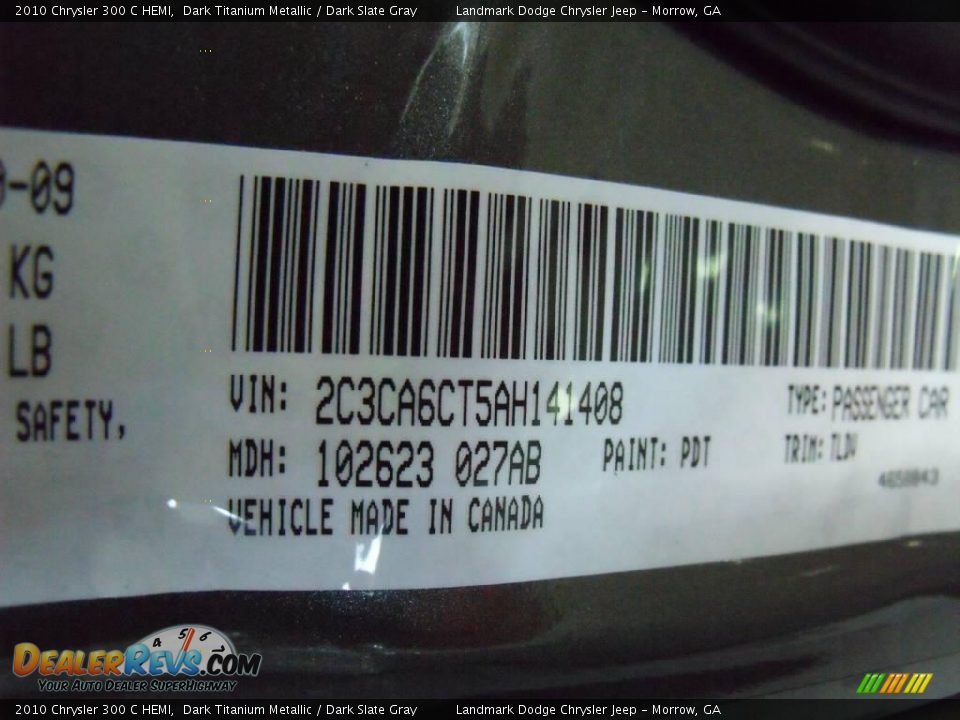 2010 Chrysler 300 C HEMI, Dark Titanium Metallic / Dark Slate Gray Landmark Dodge Chrysler Jeep - Morrow, GA
-09
KG
LB
SAFETY,
VIN: 2C3CA6CT5AH141408 TYPE: PASSENGER CAR
MDH: 102623 027AB PAINT: PDT TRIM: TLDV
VEHICLE MADE IN CANADA
4 5 6
DEALERREVS.COM
YOUR AUTO DEALER SUPERHIGHWAY
2010 Chrysler 300 C HEMI, Dark Titanium Metallic / Dark Slate Gray Landmark Dodge Chrysler Jeep - Morrow, GA